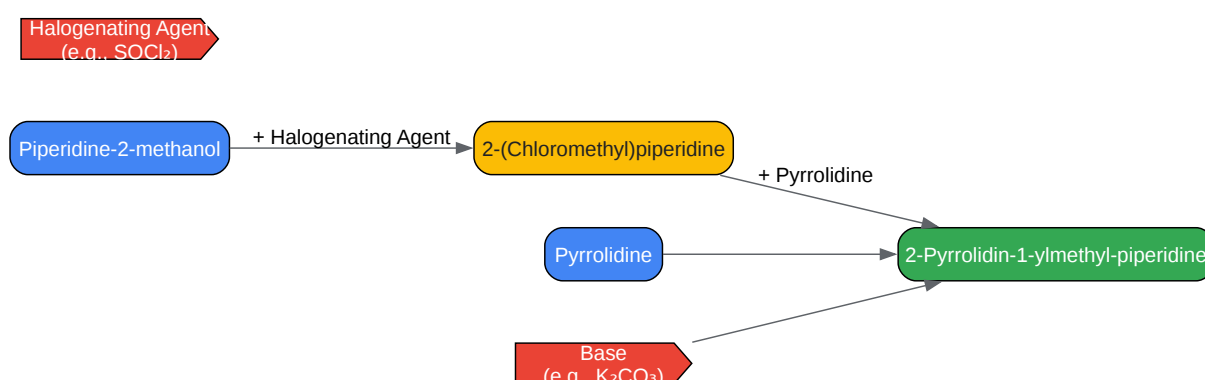 Halogenating Agent
(e.g., SOCl₂)
Piperidine-2-methanol
+ Halogenating Agent
2-(Chloromethyl)piperidine
+ Pyrrolidine
Pyrrolidine
2-Pyrrolidin-1-ylmethyl-piperidine
Base
(e.g., K₂CO₃)